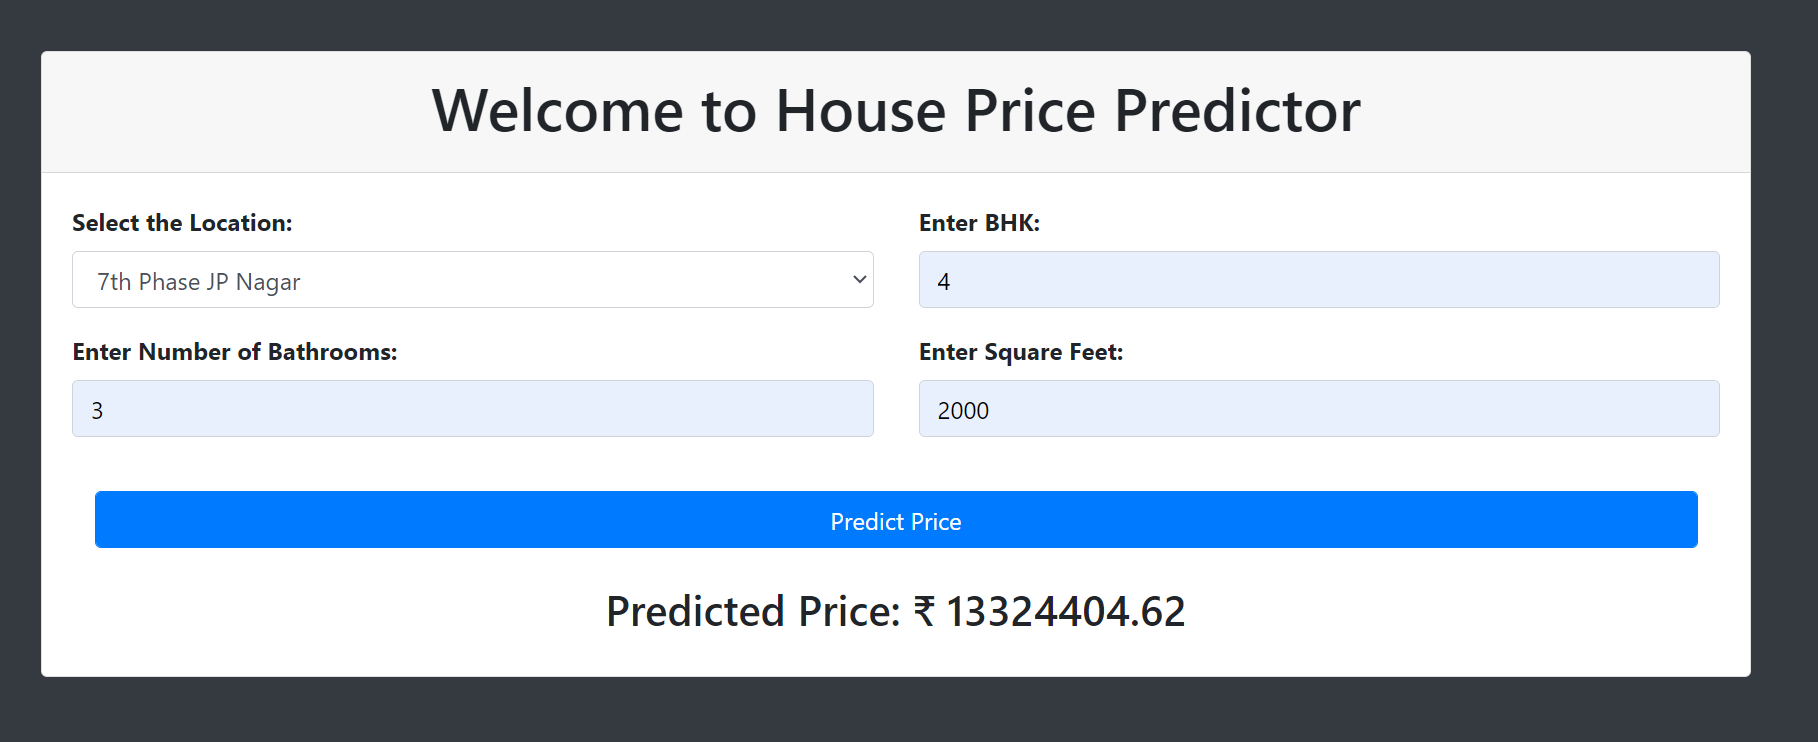 Welcome to House Price Predictor
Select the Location:
7th Phase JP Nagar
Enter BHK:
4
Enter Number of Bathrooms:
3
Enter Square Feet:
2000
Predict Price
Predicted Price: ₹ 13324404.62